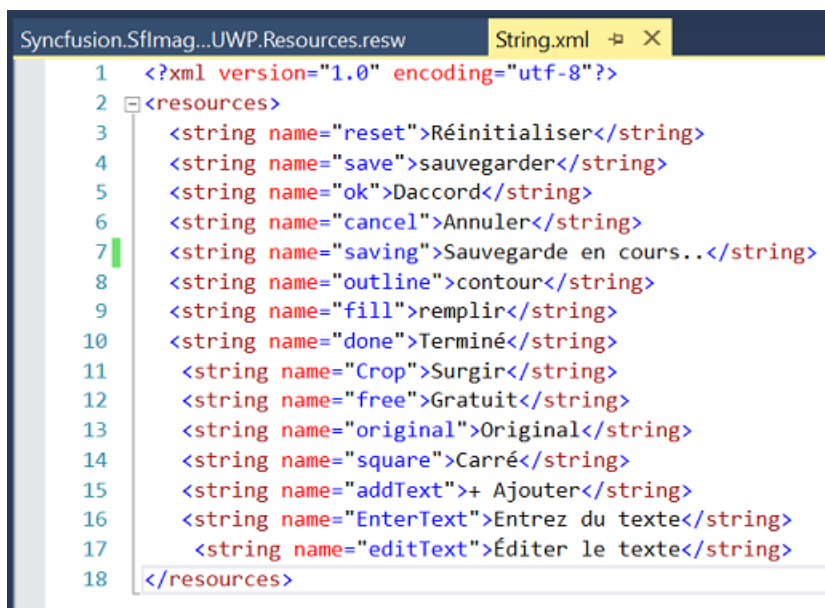 Syncfusion.SfImag...UWP.Resources.resw String.xml
1 <?xml version="1.0" encoding="utf-8"?>
2 <resources>
3 <string name="reset">Réinitialiser</string>
4 <string name="save">sauvegarder</string>
5 <string name="ok">Daccord</string>
6 <string name="cancel">Annuler</string>
7 <string name="saving">Sauvegarde en cours..</string>
8 <string name="outline">contour</string>
9 <string name="fill">remplir</string>
10 <string name="done">Terminé</string>
11 <string name="Crop">Surgir</string>
12 <string name="free">Gratuit</string>
13 <string name="original">Original</string>
14 <string name="square">Carré</string>
15 <string name="addText">+ Ajouter</string>
16 <string name="EnterText">Entrez du texte</string>
17 <string name="editText">Éditer le texte</string>
18 </resources>